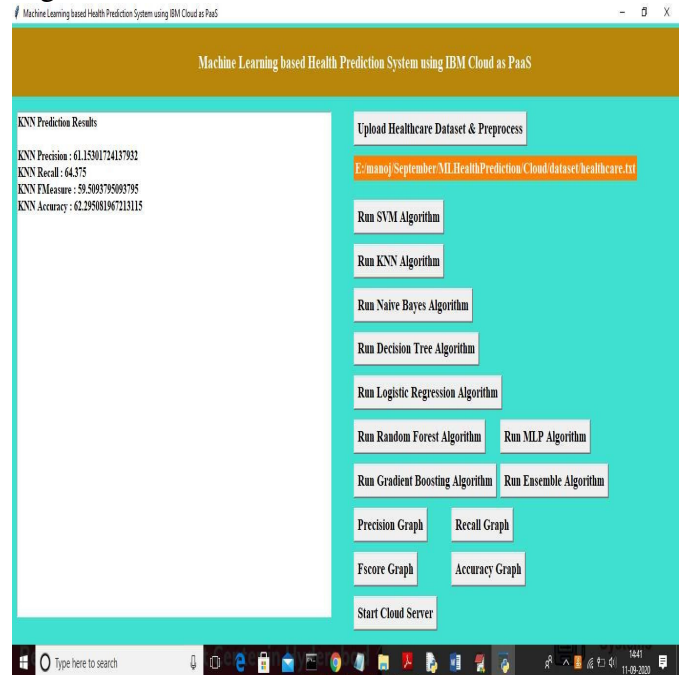 Machine Learning based Health Prediction System using IBM Cloud as PaaS
Machine Learning based Health Prediction System using IBM Cloud as PaaS
KNN Prediction Results
KNN Precision : 61.15301724137932
KNN Recall : 64.375
KNN FMeasure : 59.5093795093795
KNN Accuracy : 62.295081967213115
Upload Healthcare Dataset & Preprocess
E:/manoj/September/MLHealthPrediction/Cloud/dataset/healthcare.txt
Run SVM Algorithm
Run KNN Algorithm
Run Naive Bayes Algorithm
Run Decision Tree Algorithm
Run Logistic Regression Algorithm
Run Random Forest Algorithm Run MLP Algorithm
Run Gradient Boosting Algorithm Run Ensemble Algorithm
Precision Graph Recall Graph
Fscore Graph Accuracy Graph
Start Cloud Server
Type here to search
14:41
11-09-2020